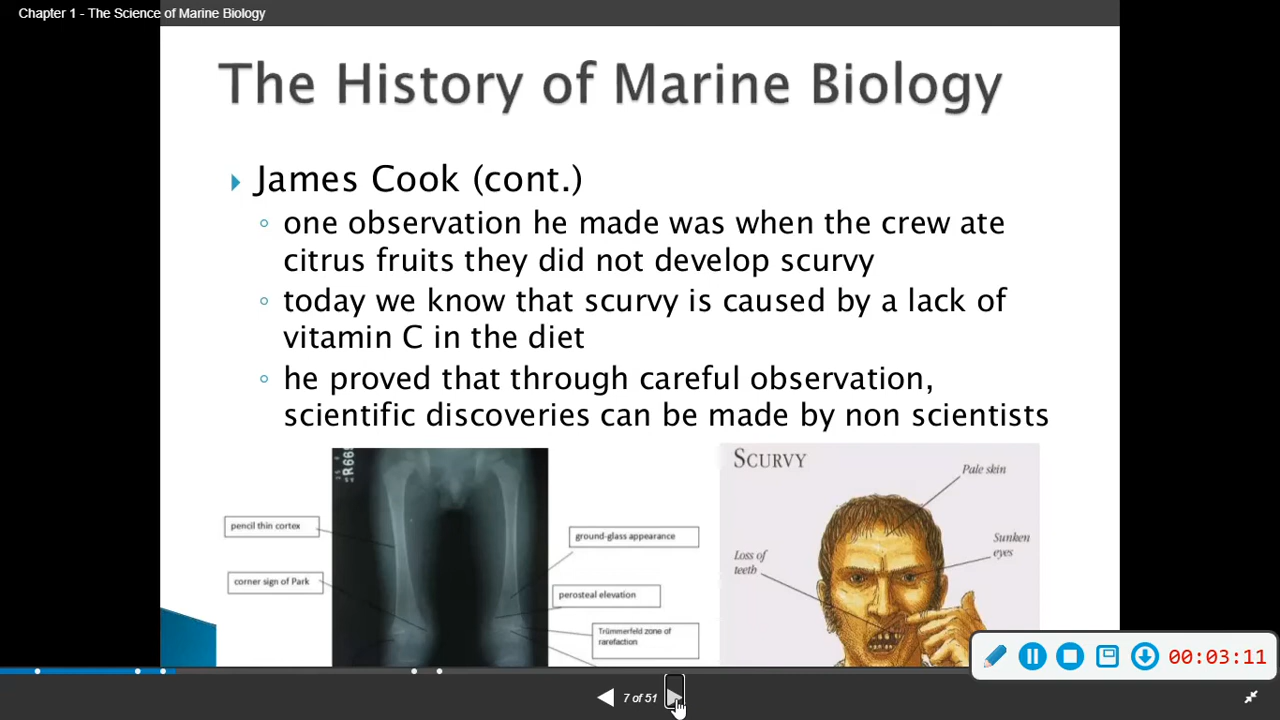 Chapter 1 - The Science of Marine Biology
The History of Marine Biology
James Cook (cont.)
one observation he made was when the crew ate
citrus fruits they did not develop scurvy
today we know that scurvy is caused by a lack of
vitamin C in the diet
he proved that through careful observation,
scientific discoveries can be made by non scientists
R669
pencil thin cortex
corner sign of Park
ground-glass appearance
perosteal elevation
Trümmerfeld zone of
rarefaction
SCURVY
Pale skin
Sunken
eyes
Loss of
teeth
00:03:11
7 of 51